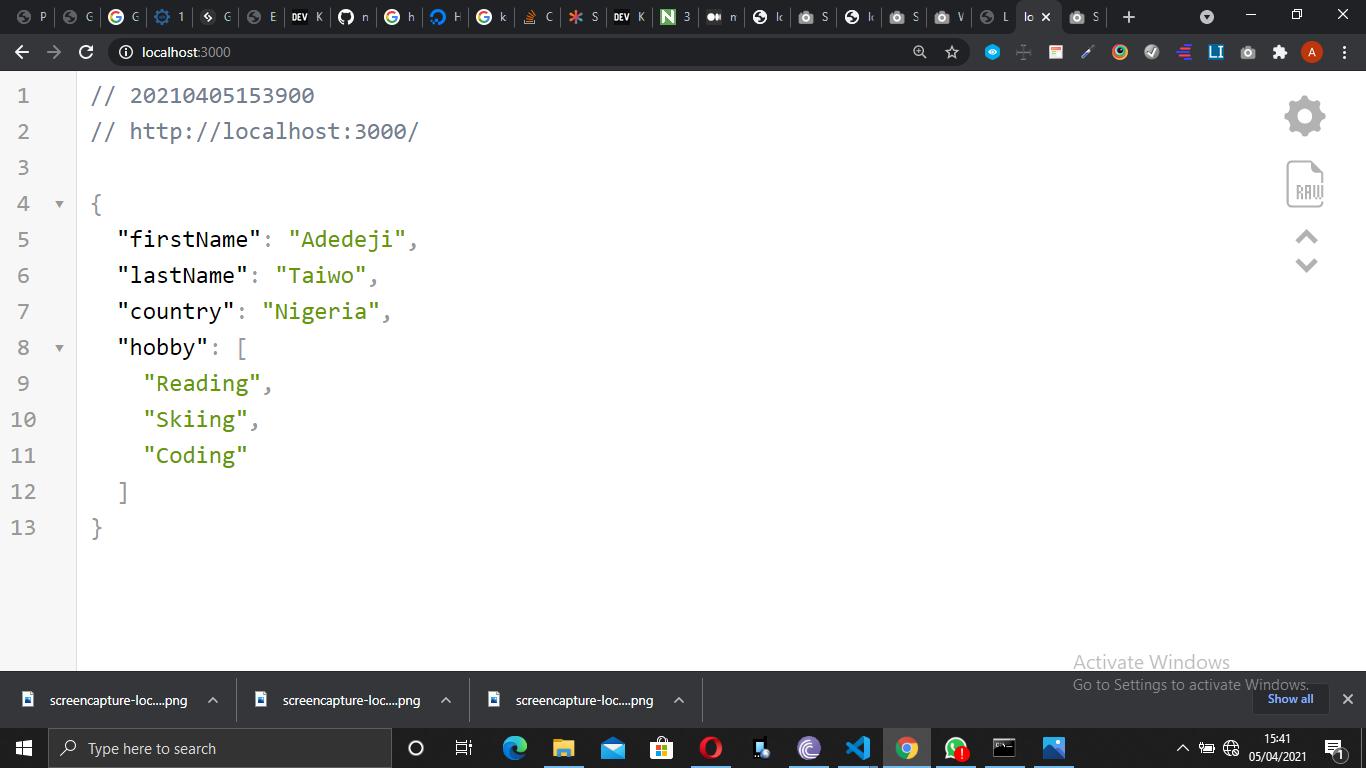 P G G 1 G E DEV K n h H k C S DEV K N 3 m lo S lo S V L lo S
localhost:3000 LI A
1 // 20210405153900
2 // http://localhost:3000/
3
4 {
5 "firstName": "Adedeji",
6 "lastName": "Taiwo",
7 "country": "Nigeria",
8 "hobby": [
9 "Reading",
10 "Skiing",
11 "Coding"
12 ]
13 }
RAW
Activate Windows
Go to Settings to activate Windows.
screencapture-loc....png screencapture-loc....png screencapture-loc....png Show all
Type here to search
15:41
05/04/2021
1